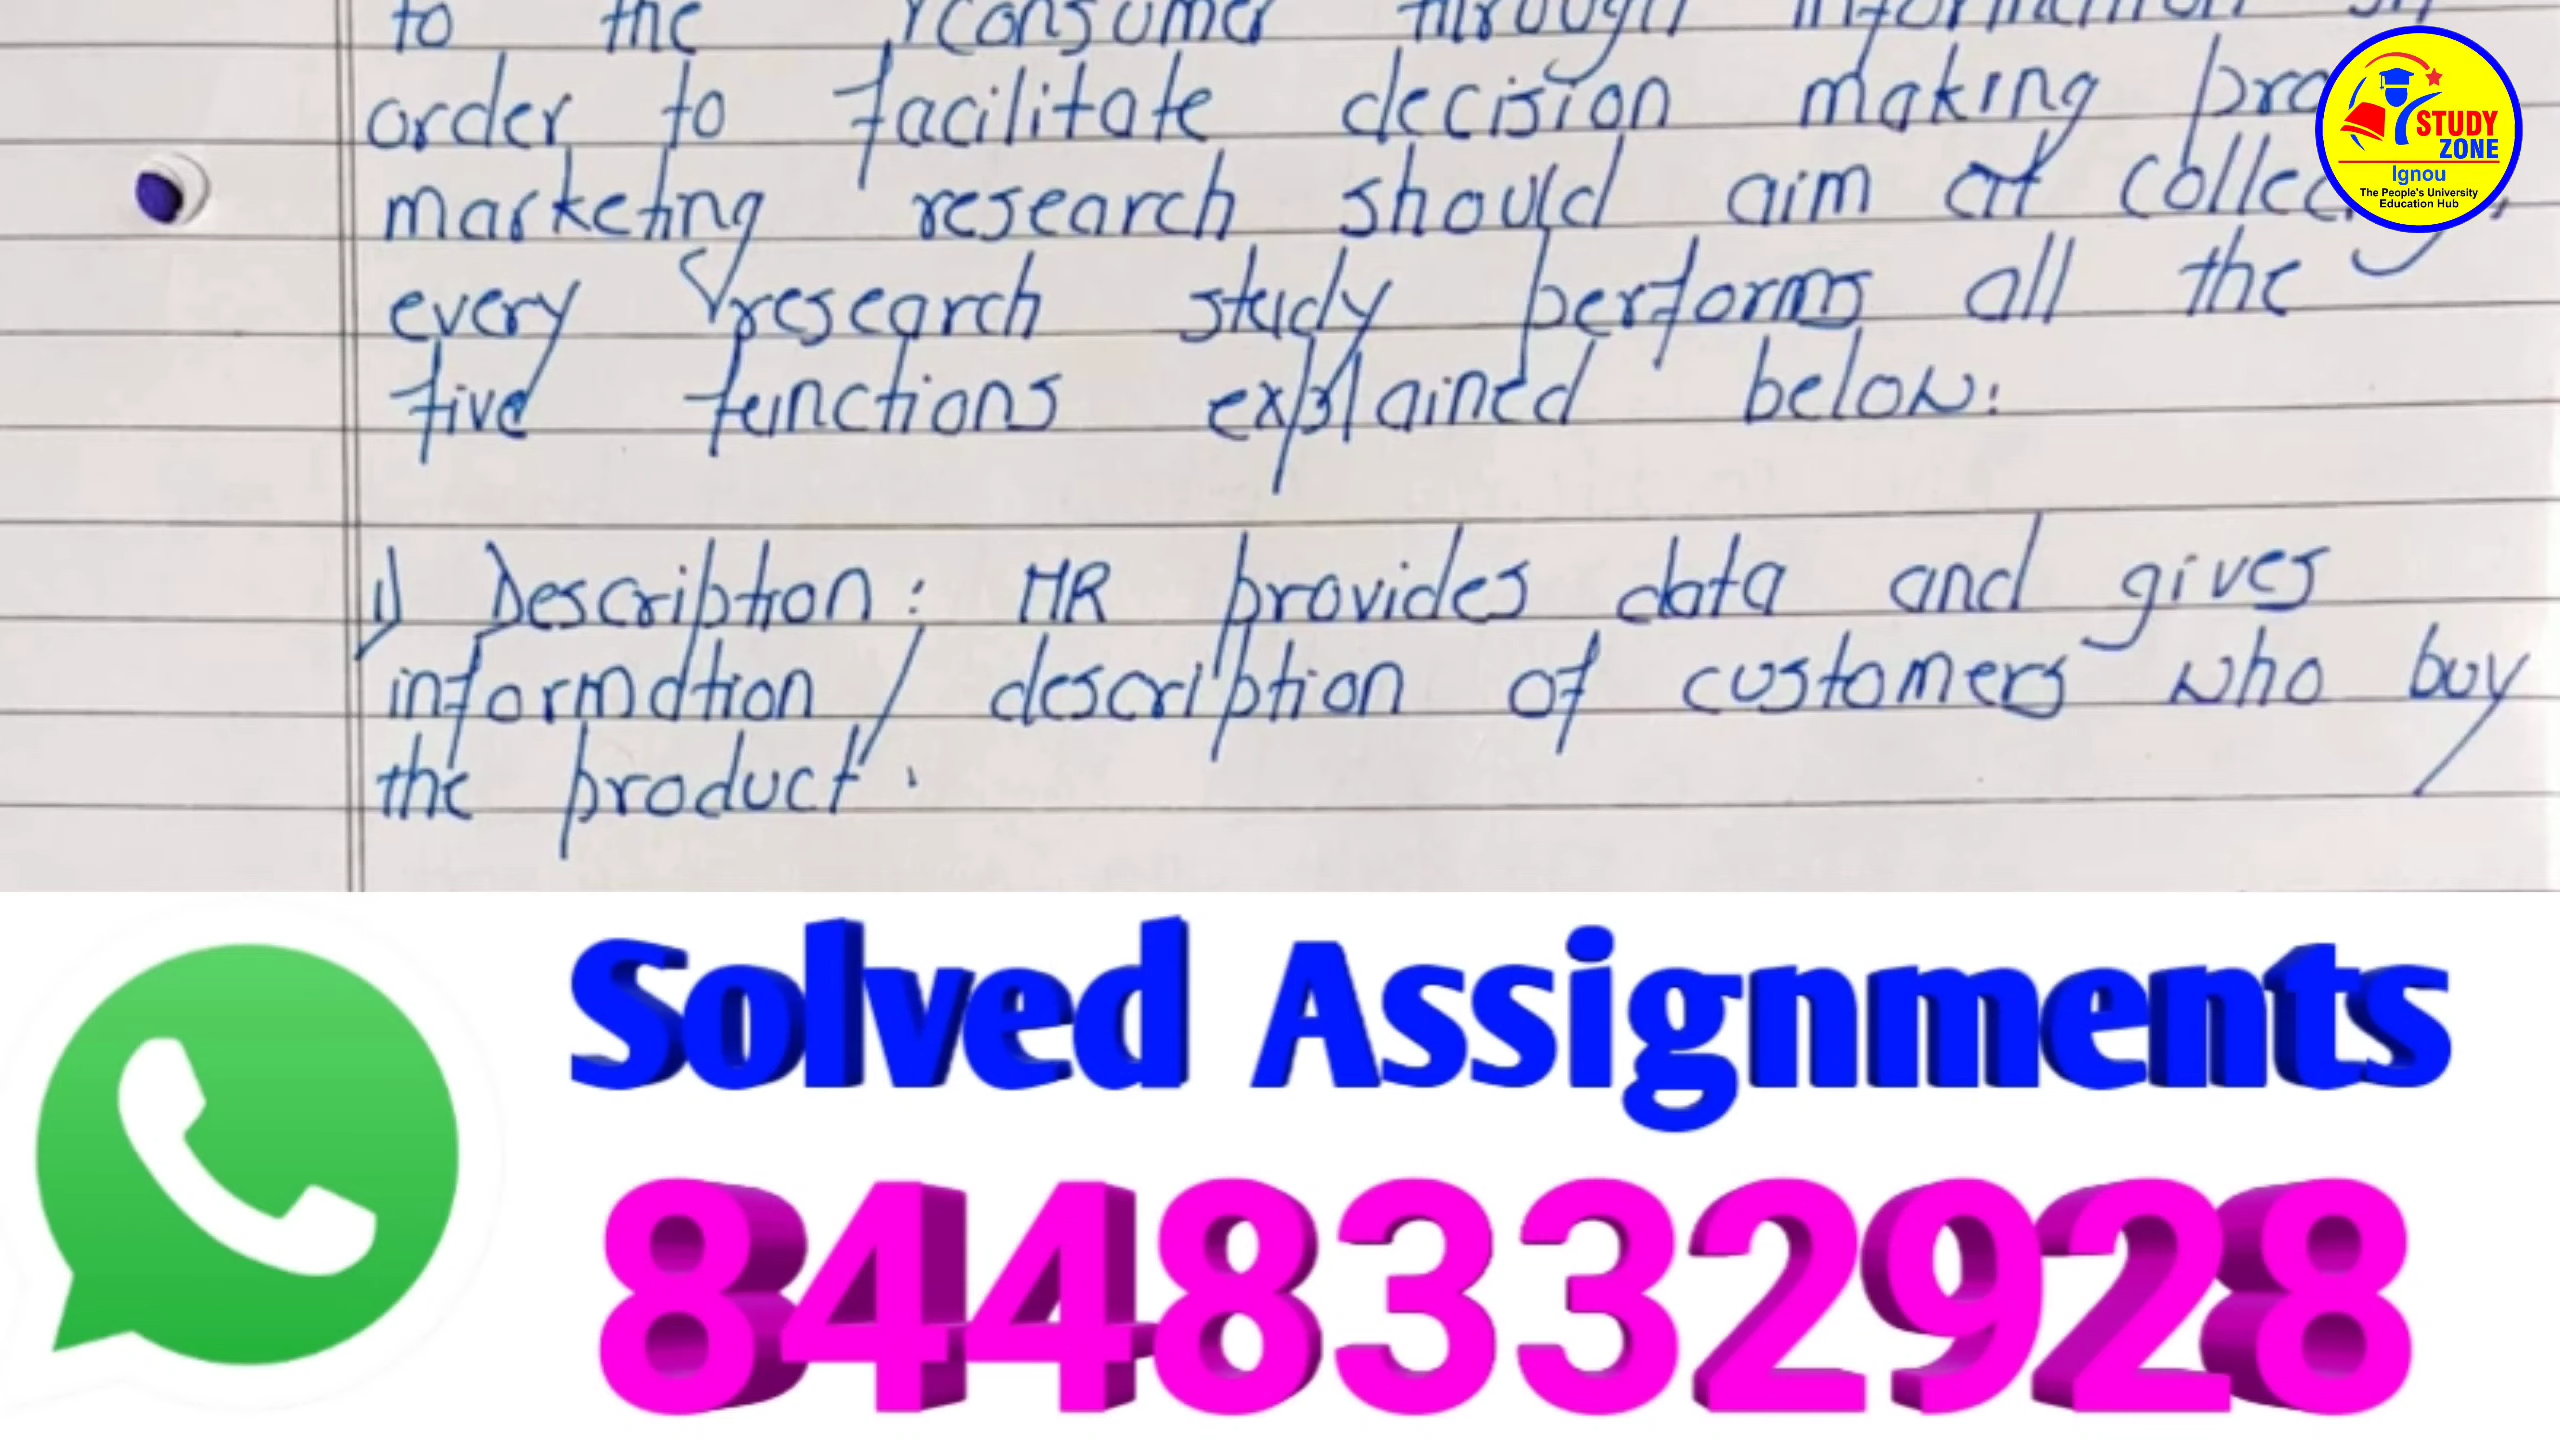 to the consumer through information in
order to facilitate decision making
marketing research should aim at
every research study performs all the
five functions explained below:
1) Description: MR provides data and gives
information / description of customers who buy
the product.
STUDY
ZONE
Ignou
The People's University
Education Hub
Solved Assignments
8448332928